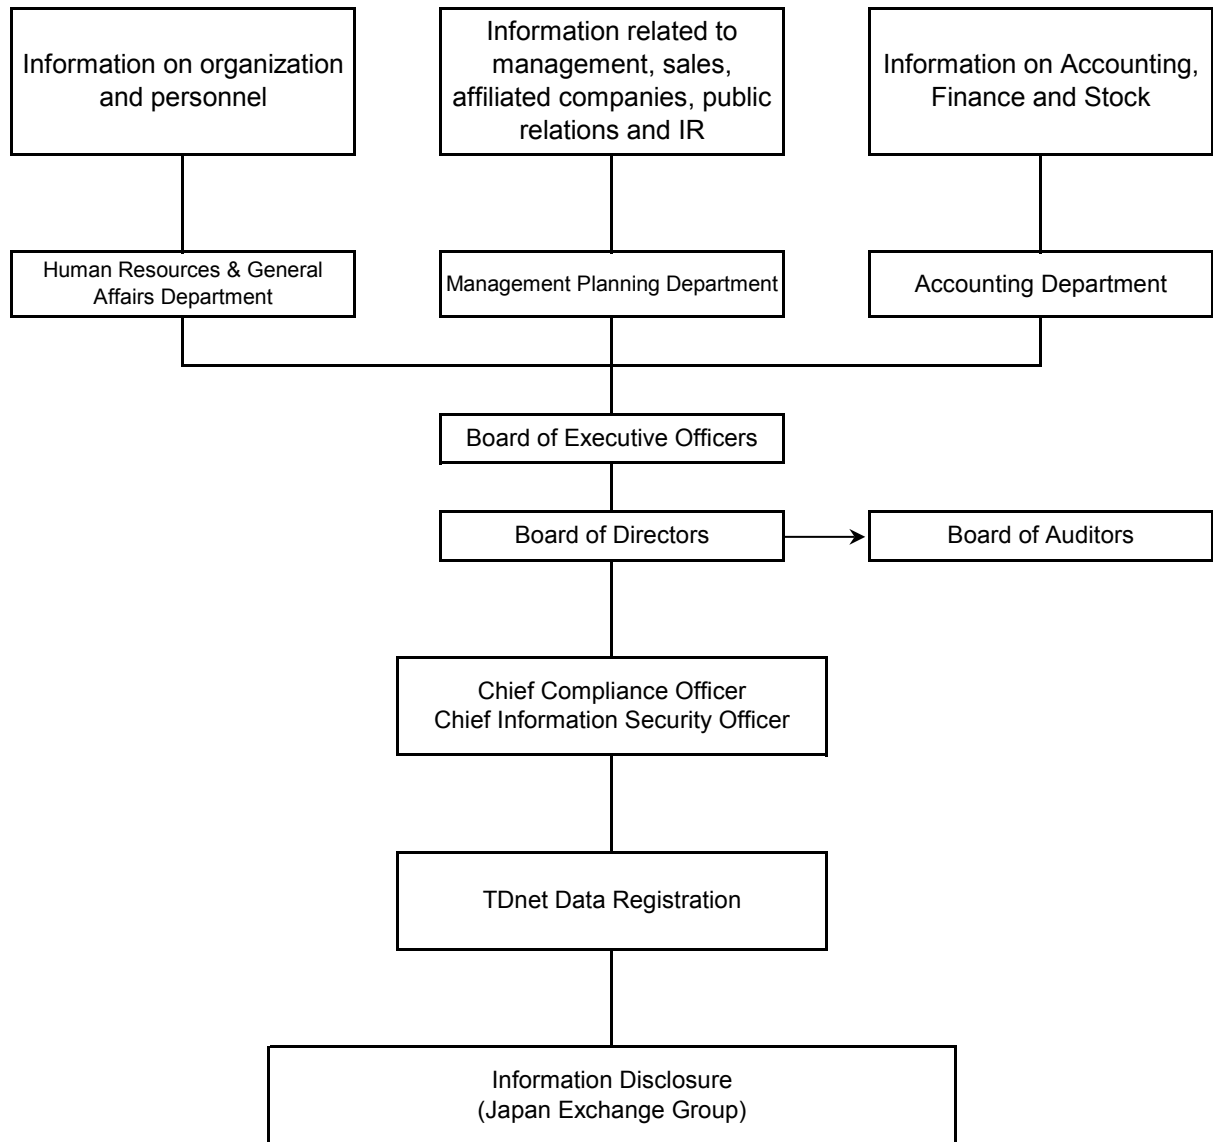 Information on organization
and personnel
Information related to
management, sales,
affiliated companies, public
relations and IR
Information on Accounting,
Finance and Stock
Human Resources & General
Affairs Department
Management Planning Department
Accounting Department
Board of Executive Officers
Board of Directors
Board of Auditors
Chief Compliance Officer
Chief Information Security Officer
TDnet Data Registration
Information Disclosure
(Japan Exchange Group)